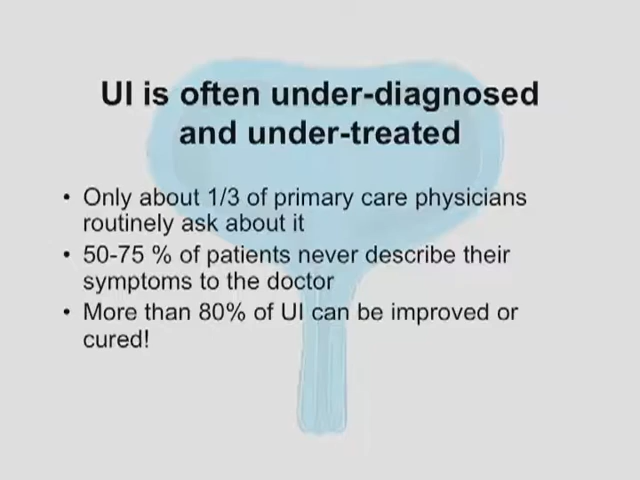 UI is often under-diagnosed
and under-treated
• Only about 1/3 of primary care physicians
routinely ask about it
• 50-75 % of patients never describe their
symptoms to the doctor
• More than 80% of UI can be improved or
cured!